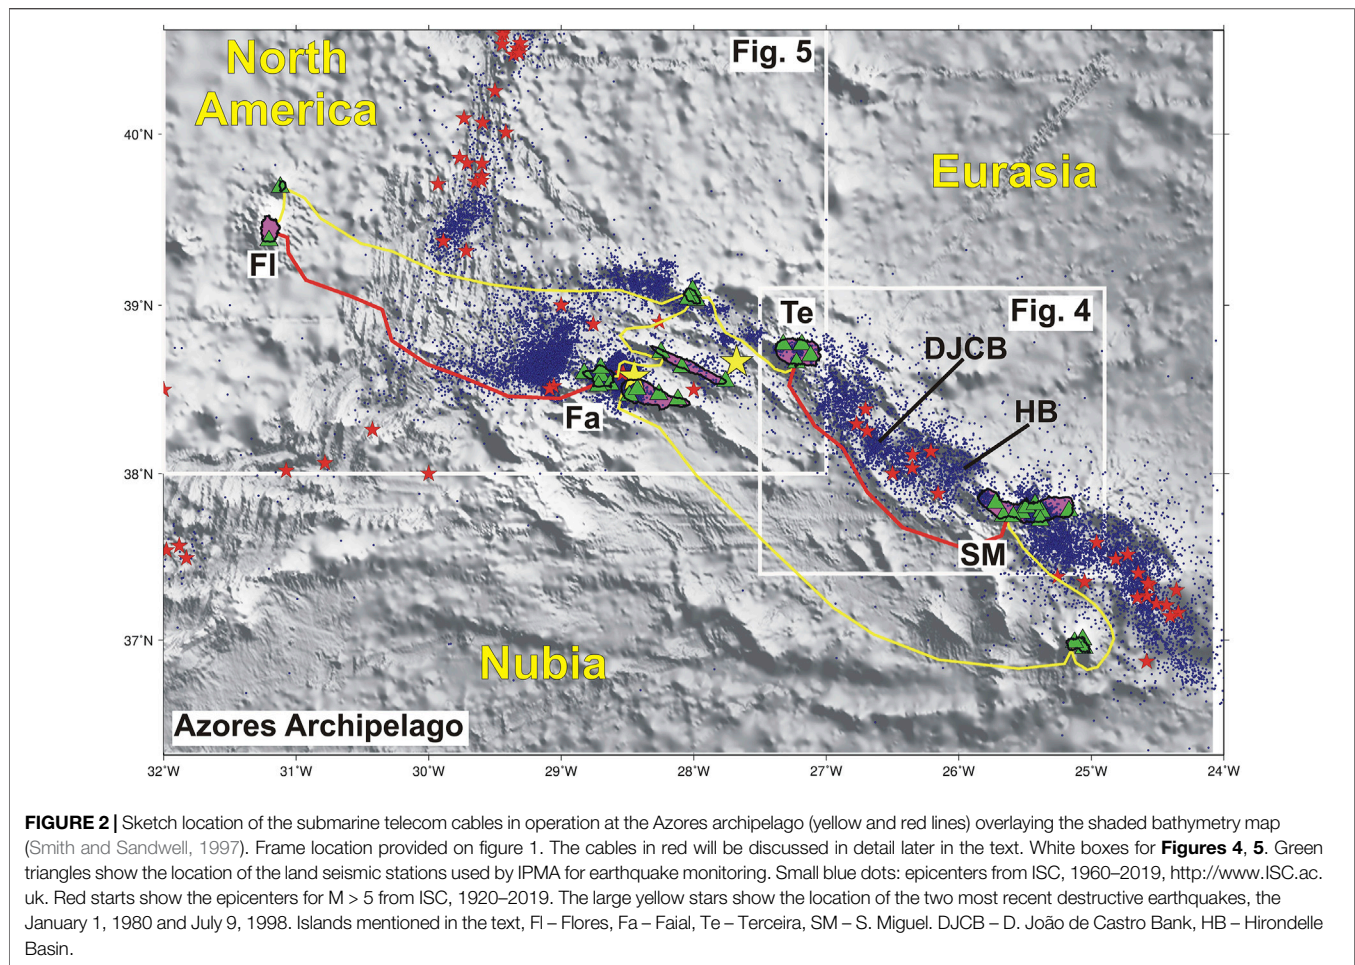 North
America
Fig. 5
40°N
Eurasia
Fl
39°N
Te
Fig. 4
DJCB
HB
Fa
38°N
SM
37°N
Nubia
Azores Archipelago
32°W 31°W 30°W 29°W 28°W 27°W 26°W 25°W 24°W
FIGURE 2 | Sketch location of the submarine telecom cables in operation at the Azores archipelago (yellow and red lines) overlaying the shaded bathymetry map
(Smith and Sandwell, 1997). Frame location provided on figure 1. The cables in red will be discussed in detail later in the text. White boxes for Figures 4, 5. Green
triangles show the location of the land seismic stations used by IPMA for earthquake monitoring. Small blue dots: epicenters from ISC, 1960–2019, http://www.ISC.ac.
uk. Red starts show the epicenters for M > 5 from ISC, 1920–2019. The large yellow stars show the location of the two most recent destructive earthquakes, the
January 1, 1980 and July 9, 1998. Islands mentioned in the text, Fl – Flores, Fa – Faial, Te – Terceira, SM – S. Miguel. DJCB – D. João de Castro Bank, HB – Hirondelle
Basin.